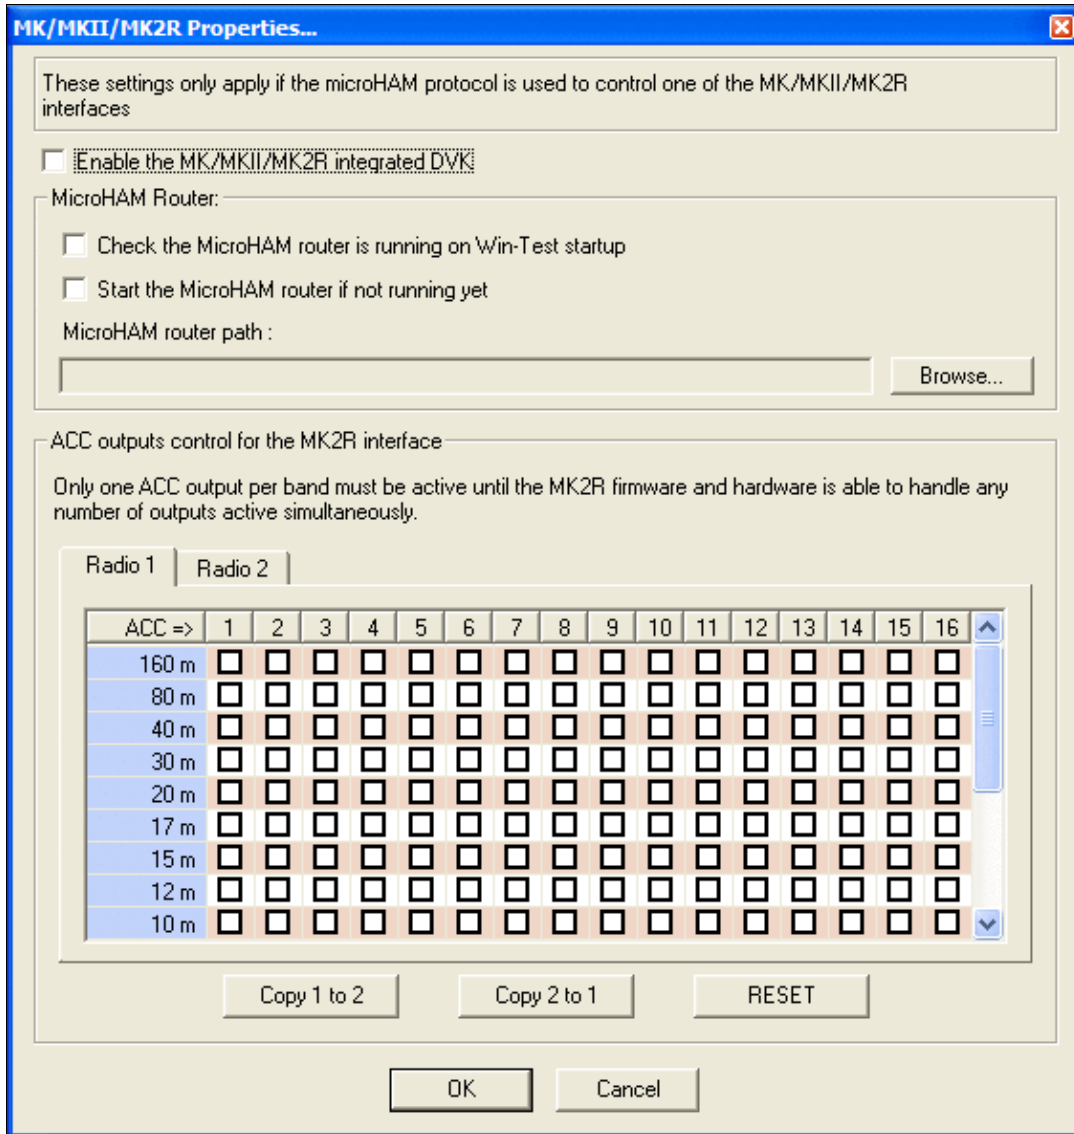 MK/MKII/MK2R Properties...
These settings only apply if the microHAM protocol is used to control one of the MK/MKII/MK2R
interfaces
Enable the MK/MKII/MK2R integrated DVK
MicroHAM Router:
Check the MicroHAM router is running on Win-Test startup
Start the MicroHAM router if not running yet
MicroHAM router path :
Browse...
ACC outputs control for the MK2R interface
Only one ACC output per band must be active until the MK2R firmware and hardware is able to handle any
number of outputs active simultaneously.
Radio 1 Radio 2
ACC => 1 2 3 4 5 6 7 8 9 10 11 12 13 14 15 16
160 m
80 m
40 m
30 m
20 m
17 m
15 m
12 m
10 m
Copy 1 to 2 Copy 2 to 1 RESET
OK Cancel